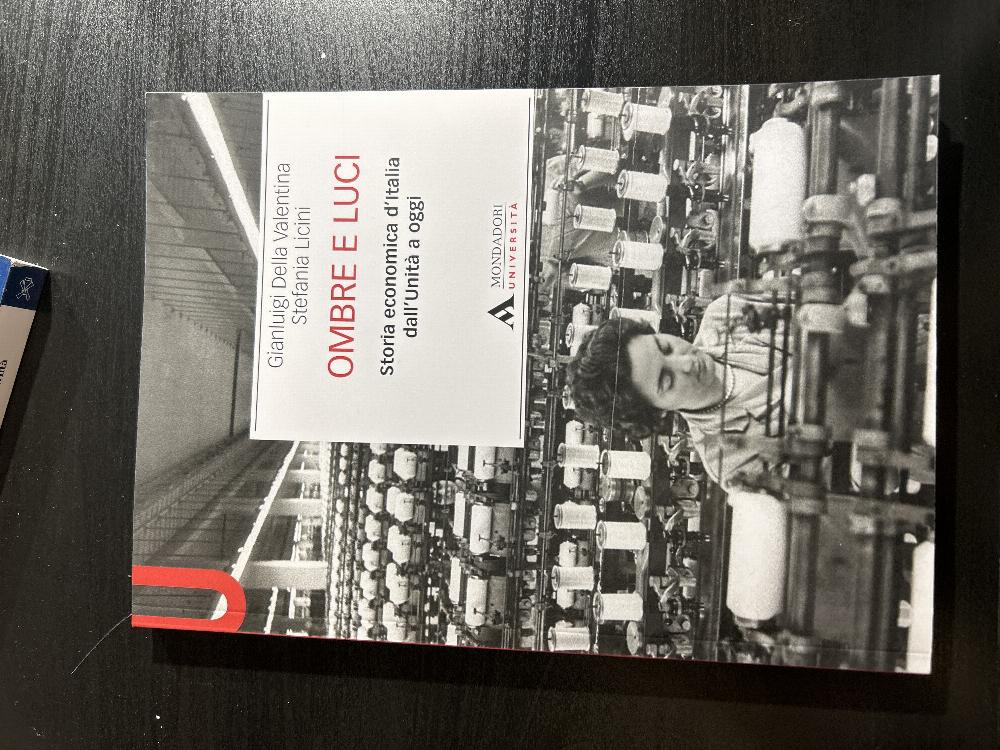 Gianluigi Della Valentina
Stefania Licini
OMBRE E LUCI
Storia economica d'Italia
dall'Unità a oggi
MONDADORI
UNIVERSITÀ